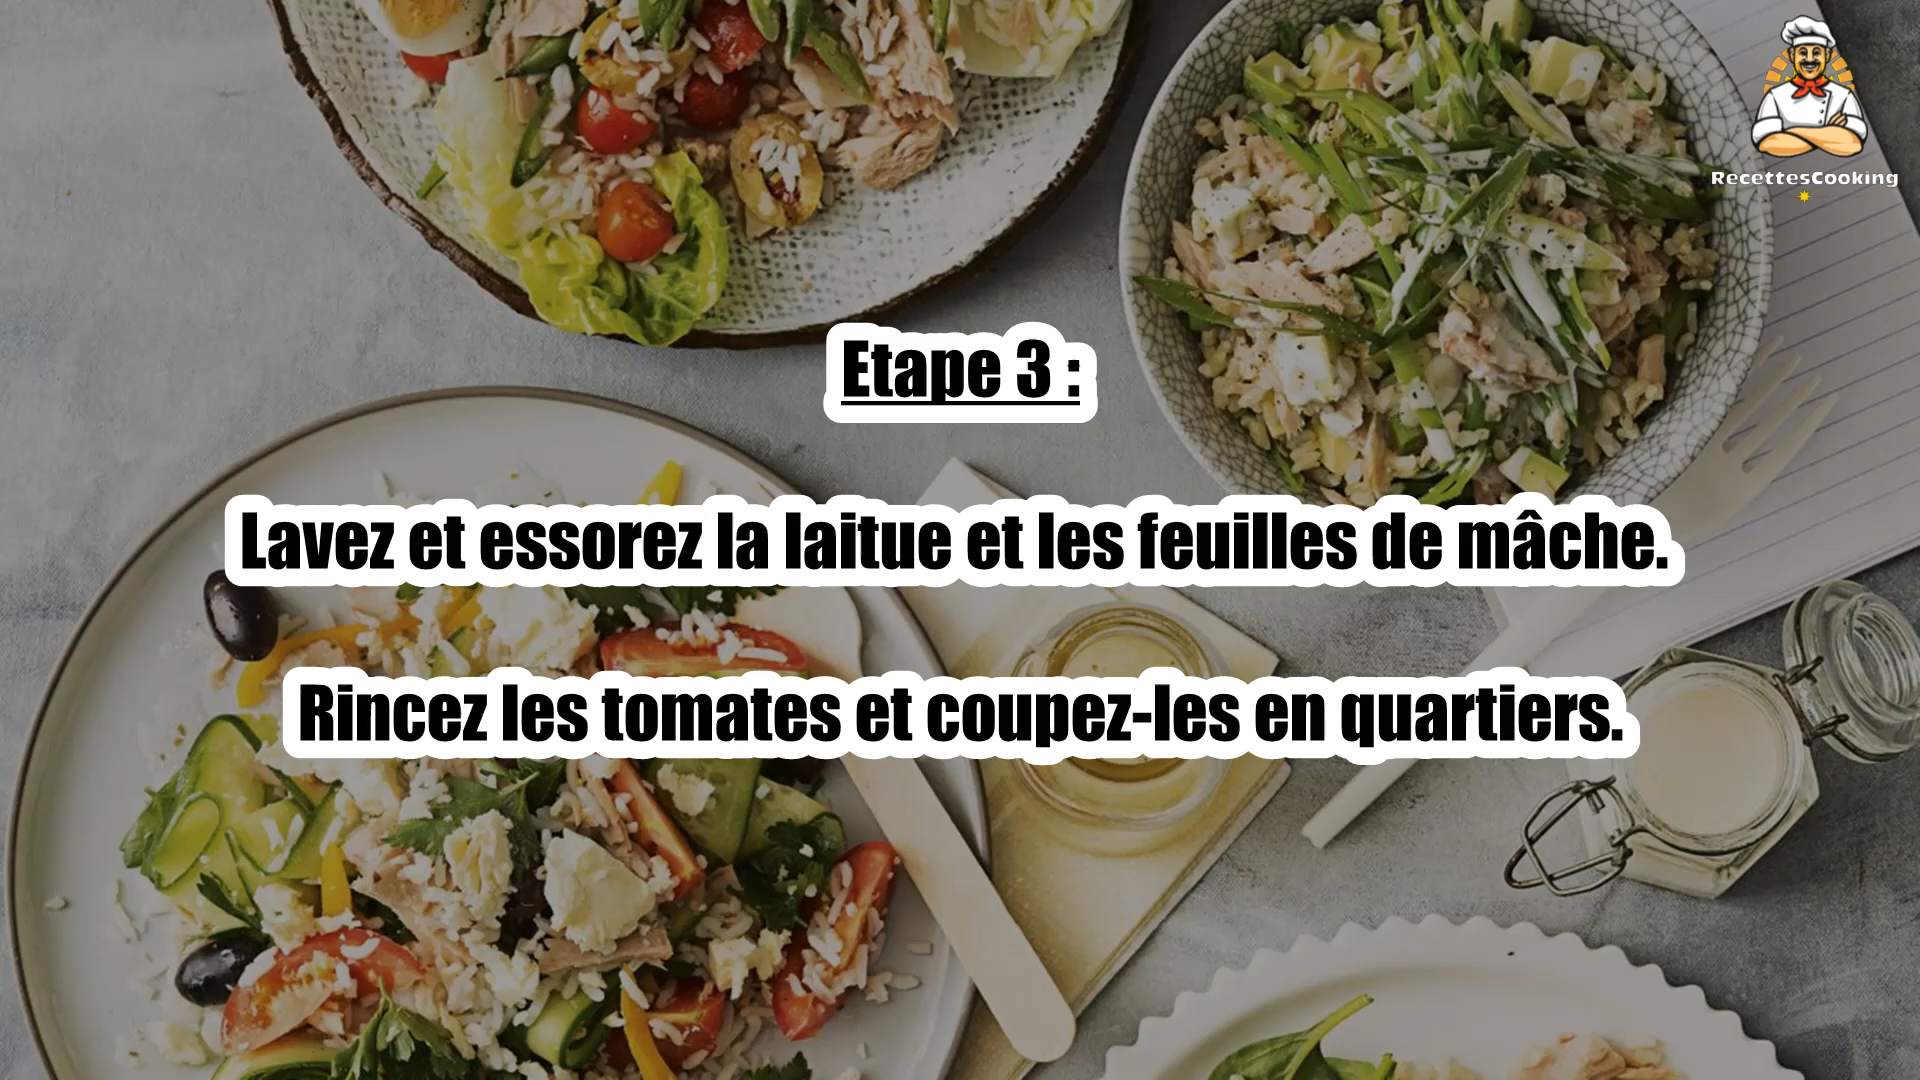 RecettesCooking
Etape 3 :
Lavez et essorez la laitue et les feuilles de mâche.
Rincez les tomates et coupez-les en quartiers.